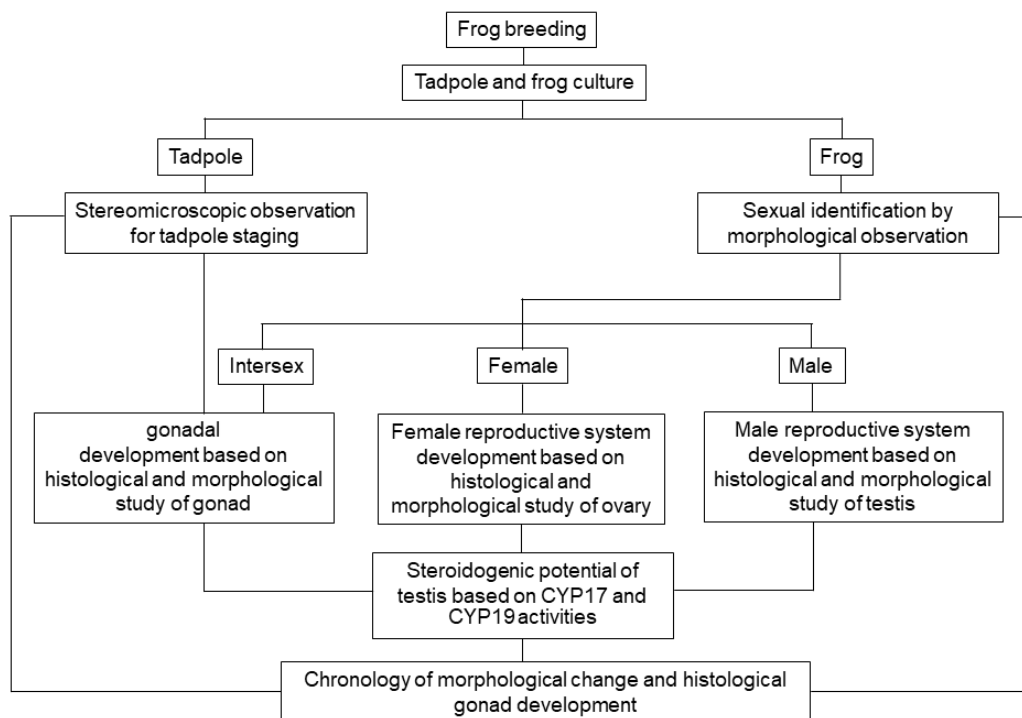 Frog breeding
Tadpole and frog culture
Tadpole
Frog
Stereomicroscopic observation
for tadpole staging
Sexual identification by
morphological observation
Intersex
Female
Male
gonadal
development based on
histological and morphological
study of gonad
Female reproductive system
development based on
histological and
morphological study of ovary
Male reproductive system
development based on
histological and morphological
study of testis
Steroidogenic potential of
testis based on CYP17 and
CYP19 activities
Chronology of morphological change and histological
gonad development